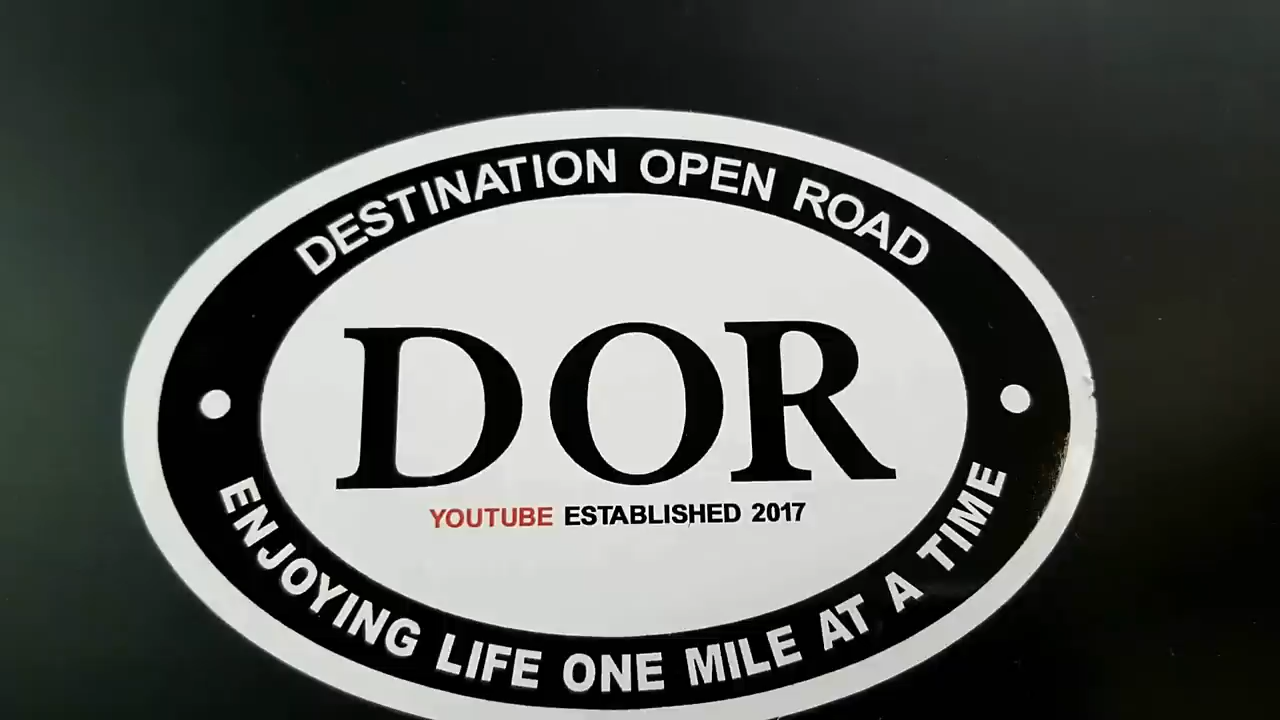 DESTINATION OPEN ROAD
DOR
YOUTUBE ESTABLISHED 2017
ENJOYING LIFE ONE MILE AT A TIME